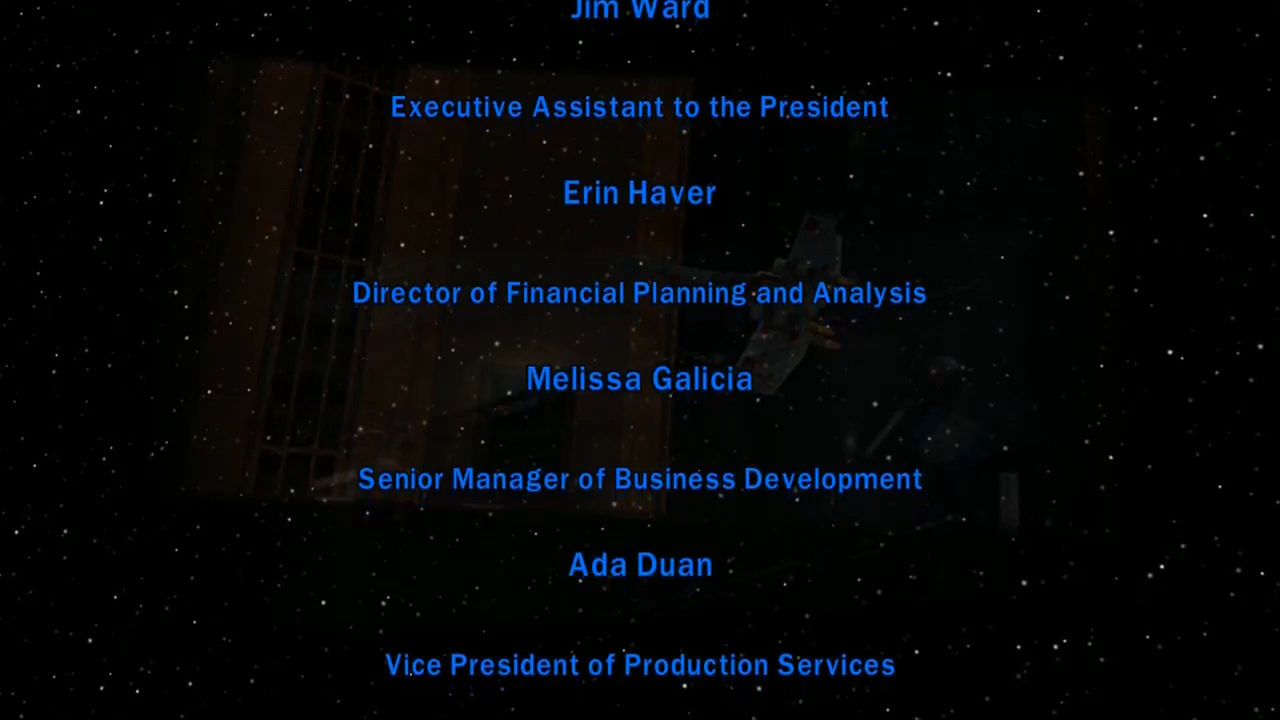 Jim Ward
Executive Assistant to the President
Erin Haver
Director of Financial Planning and Analysis
Melissa Galicia
Senior Manager of Business Development
Ada Duan
Vice President of Production Services